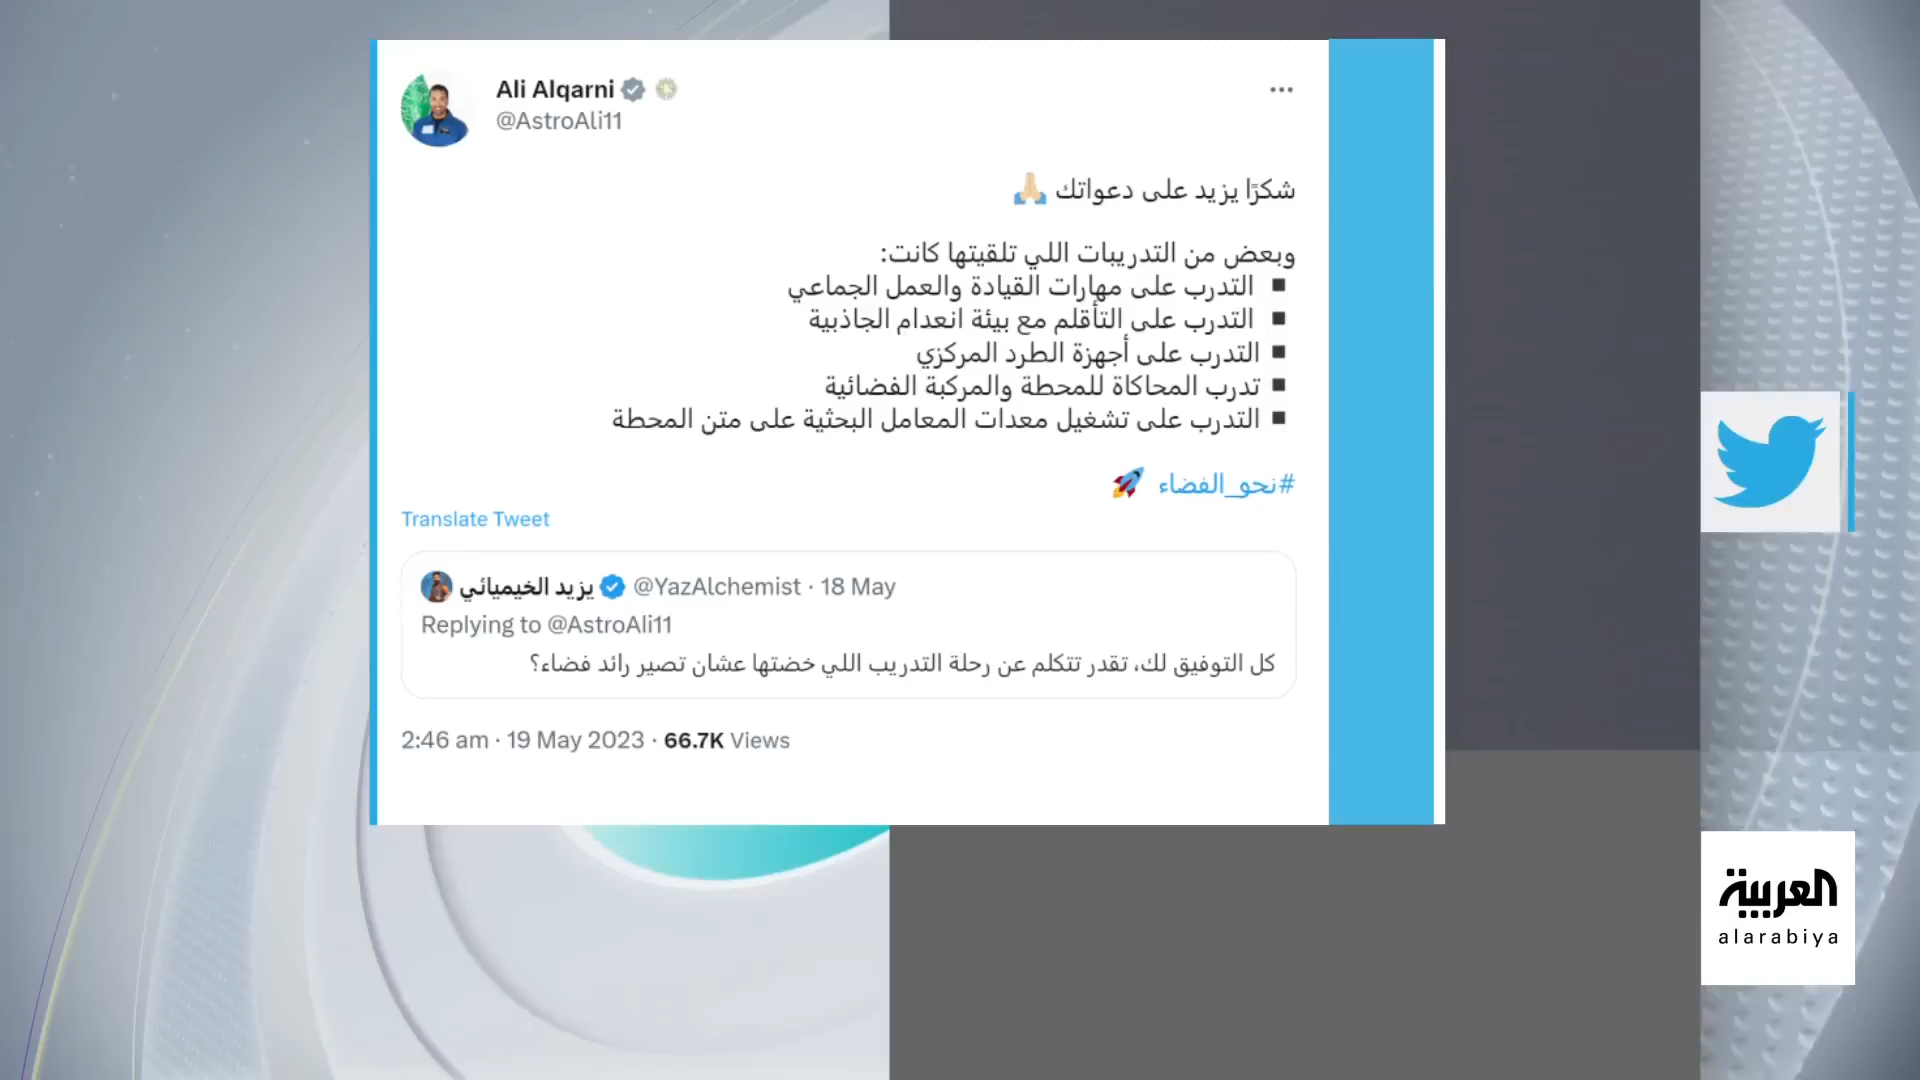 Ali Alqarni
@AstroAli11
شكرًا يزيد على دعواتك 🙏🏼
وبعض من التدريبات اللي تلقيتها كانت:
▪ التدرب على مهارات القيادة والعمل الجماعي
▪ التدرب على التأقلم مع بيئة انعدام الجاذبية
▪ التدرب على أجهزة الطرد المركزي
▪ تدرب المحاكاة للمحطة والمركبة الفضائية
▪ التدرب على تشغيل معدات المعامل البحثية على متن المحطة
#نحو_الفضاء 🚀
Translate Tweet
يزيد الخيميائي @YazAlchemist · 18 May
Replying to @AstroAli11
كل التوفيق لك، تقدر تتكلم عن رحلة التدريب اللي خضتها عشان تصير رائد فضاء؟
2:46 am · 19 May 2023 · 66.7K Views
العربية
alarabiya